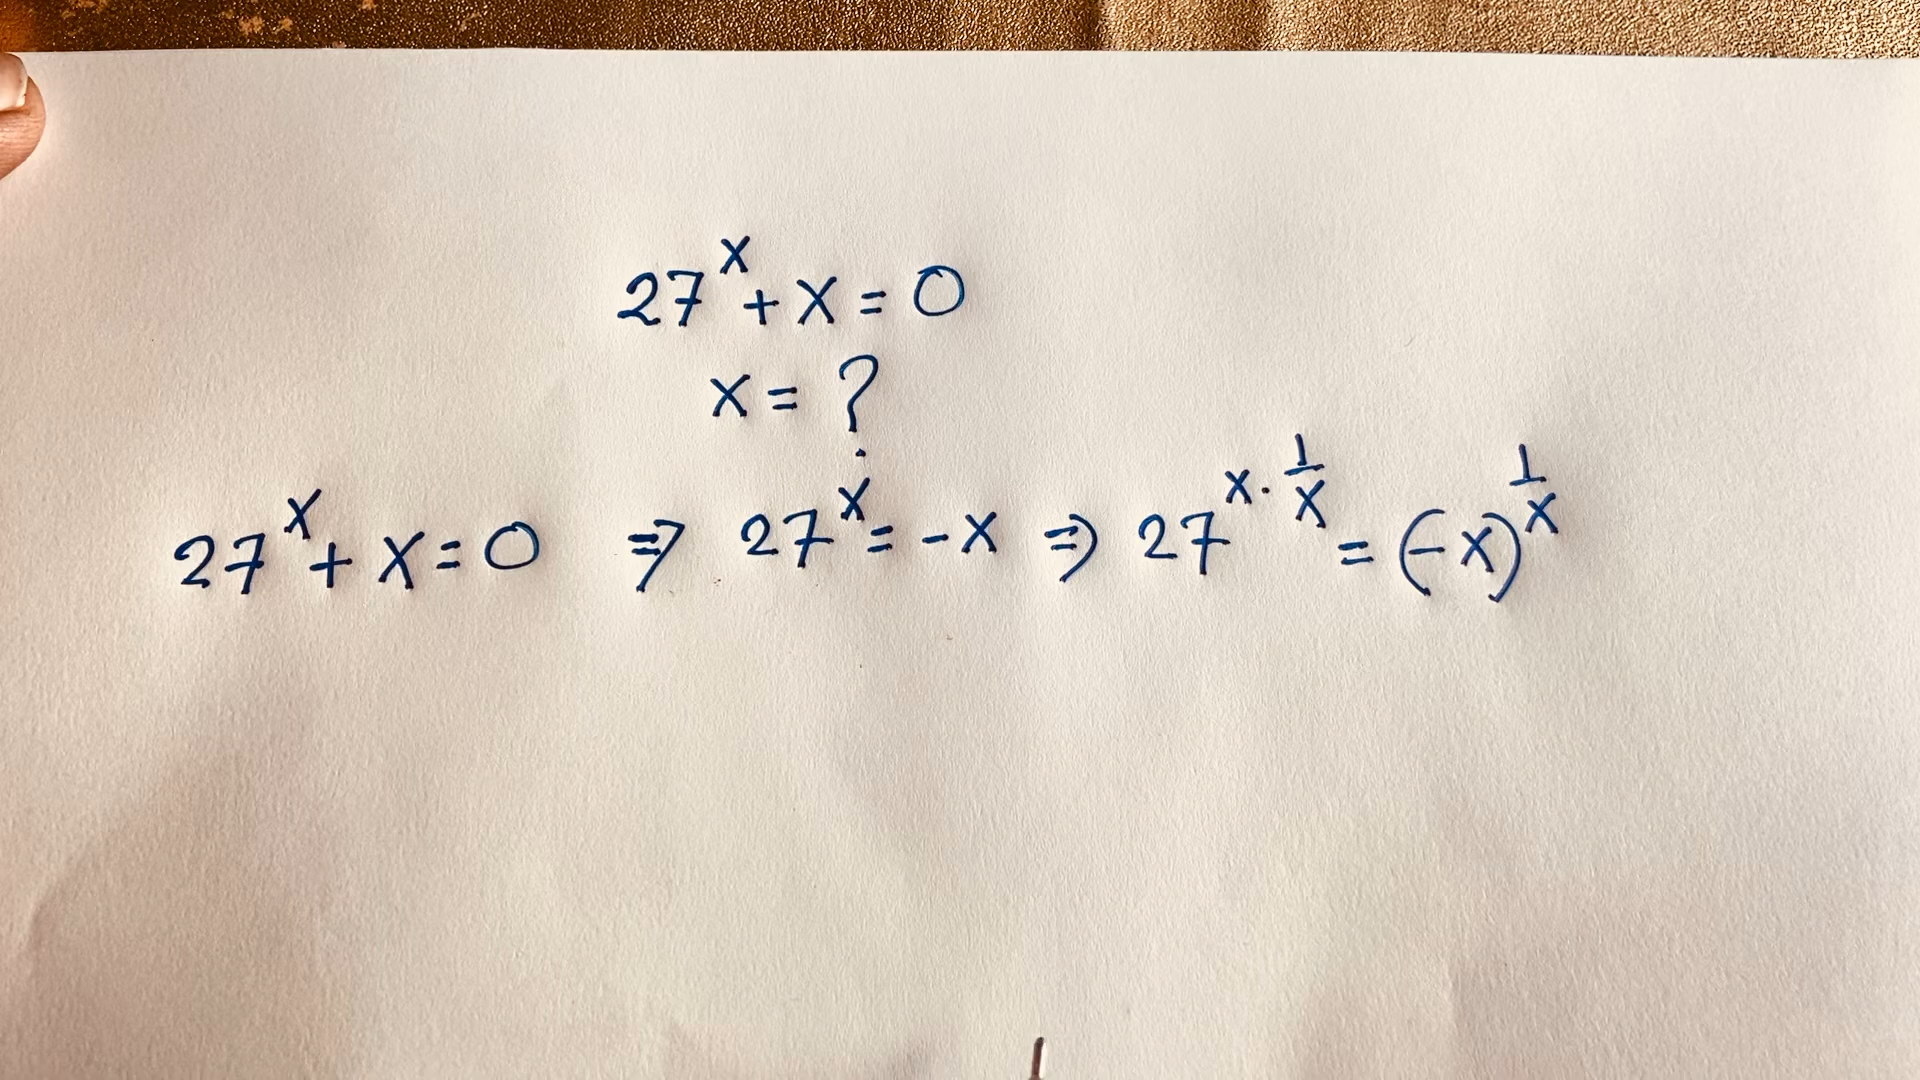 27^x + x = 0
x = ?
27^x + x = 0 ⇒ 27^x = -x ⇒ 27^(x · 1/x) = (-x)^(1/x)